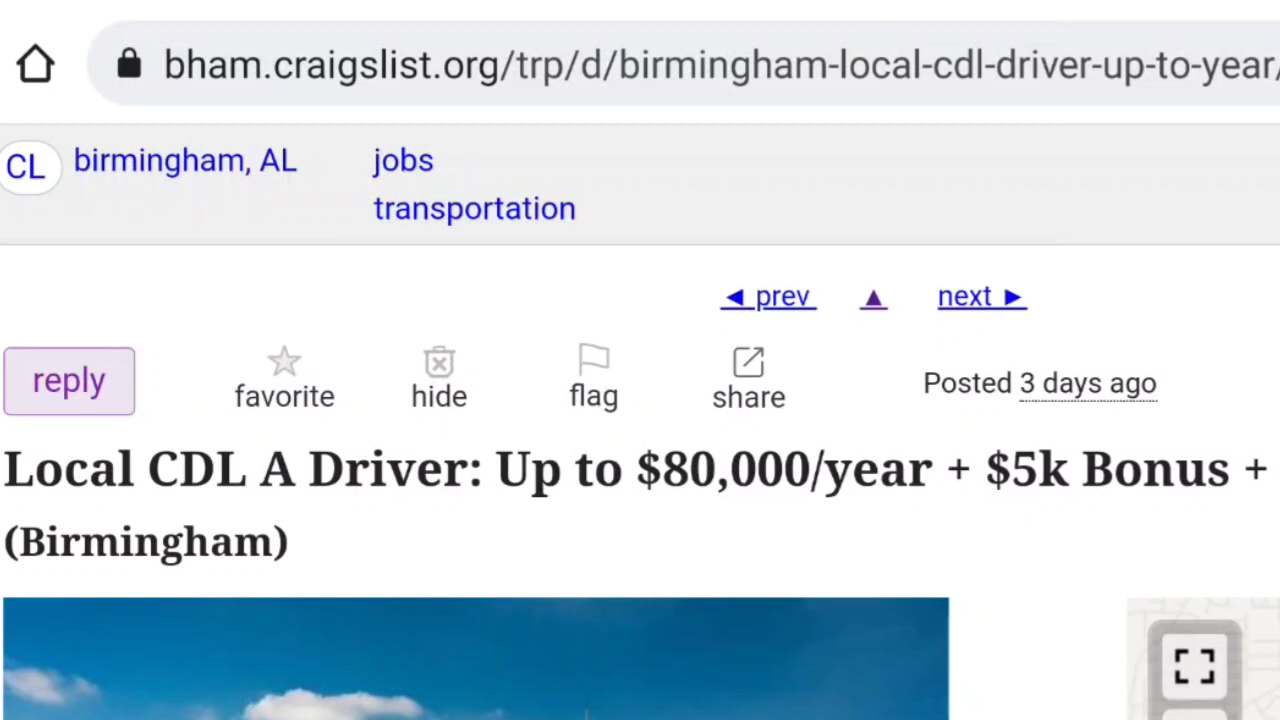 bham.craigslist.org/trp/d/birmingham-local-cdl-driver-up-to-year/
CL birmingham, AL jobs
transportation
◄ prev ▲ next ►
reply favorite hide flag share Posted 3 days ago
Local CDL A Driver: Up to $80,000/year + $5k Bonus +
(Birmingham)